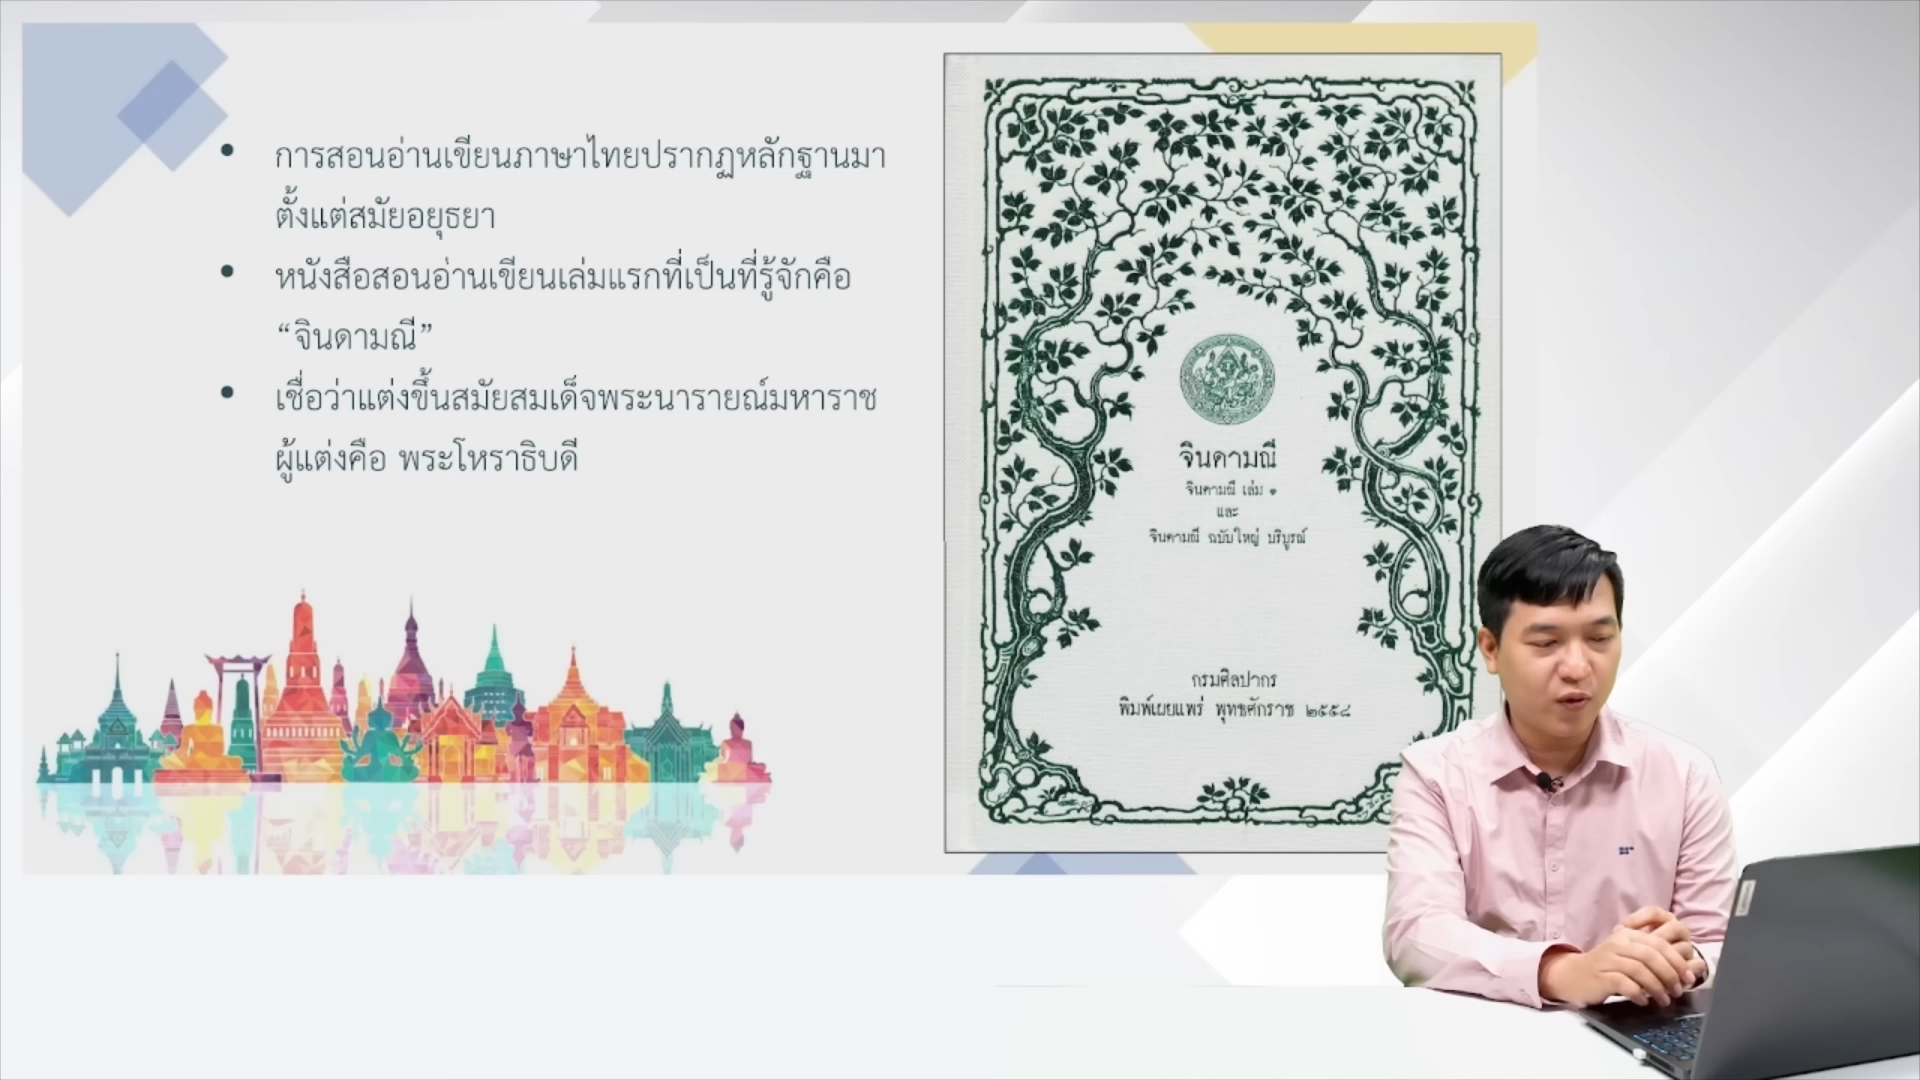 • การสอนอ่านเขียนภาษาไทยปรากฏหลักฐานมา
ตั้งแต่สมัยอยุธยา
• หนังสือสอนอ่านเขียนเล่มแรกที่เป็นที่รู้จักคือ
“จินดามณี”
• เชื่อว่าแต่งขึ้นสมัยสมเด็จพระนารายณ์มหาราช
ผู้แต่งคือ พระโหราธิบดี
จินดามณี
จินดามณี เล่ม ๑
และ
จินดามณี ฉบับใหญ่ บริบูรณ์
กรมศิลปากร
พิมพ์เผยแพร่ พุทธศักราช ๒๕๕๘